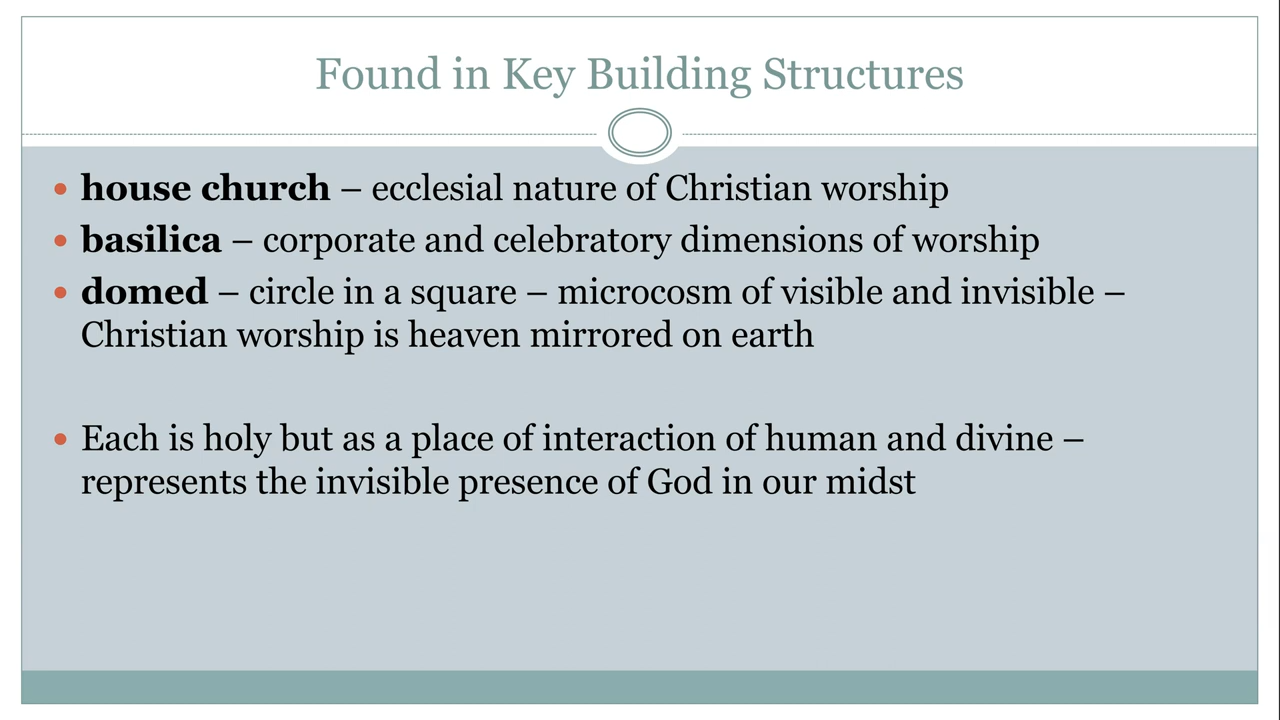 Found in Key Building Structures
• house church – ecclesial nature of Christian worship
• basilica – corporate and celebratory dimensions of worship
• domed – circle in a square – microcosm of visible and invisible –
Christian worship is heaven mirrored on earth
• Each is holy but as a place of interaction of human and divine –
represents the invisible presence of God in our midst